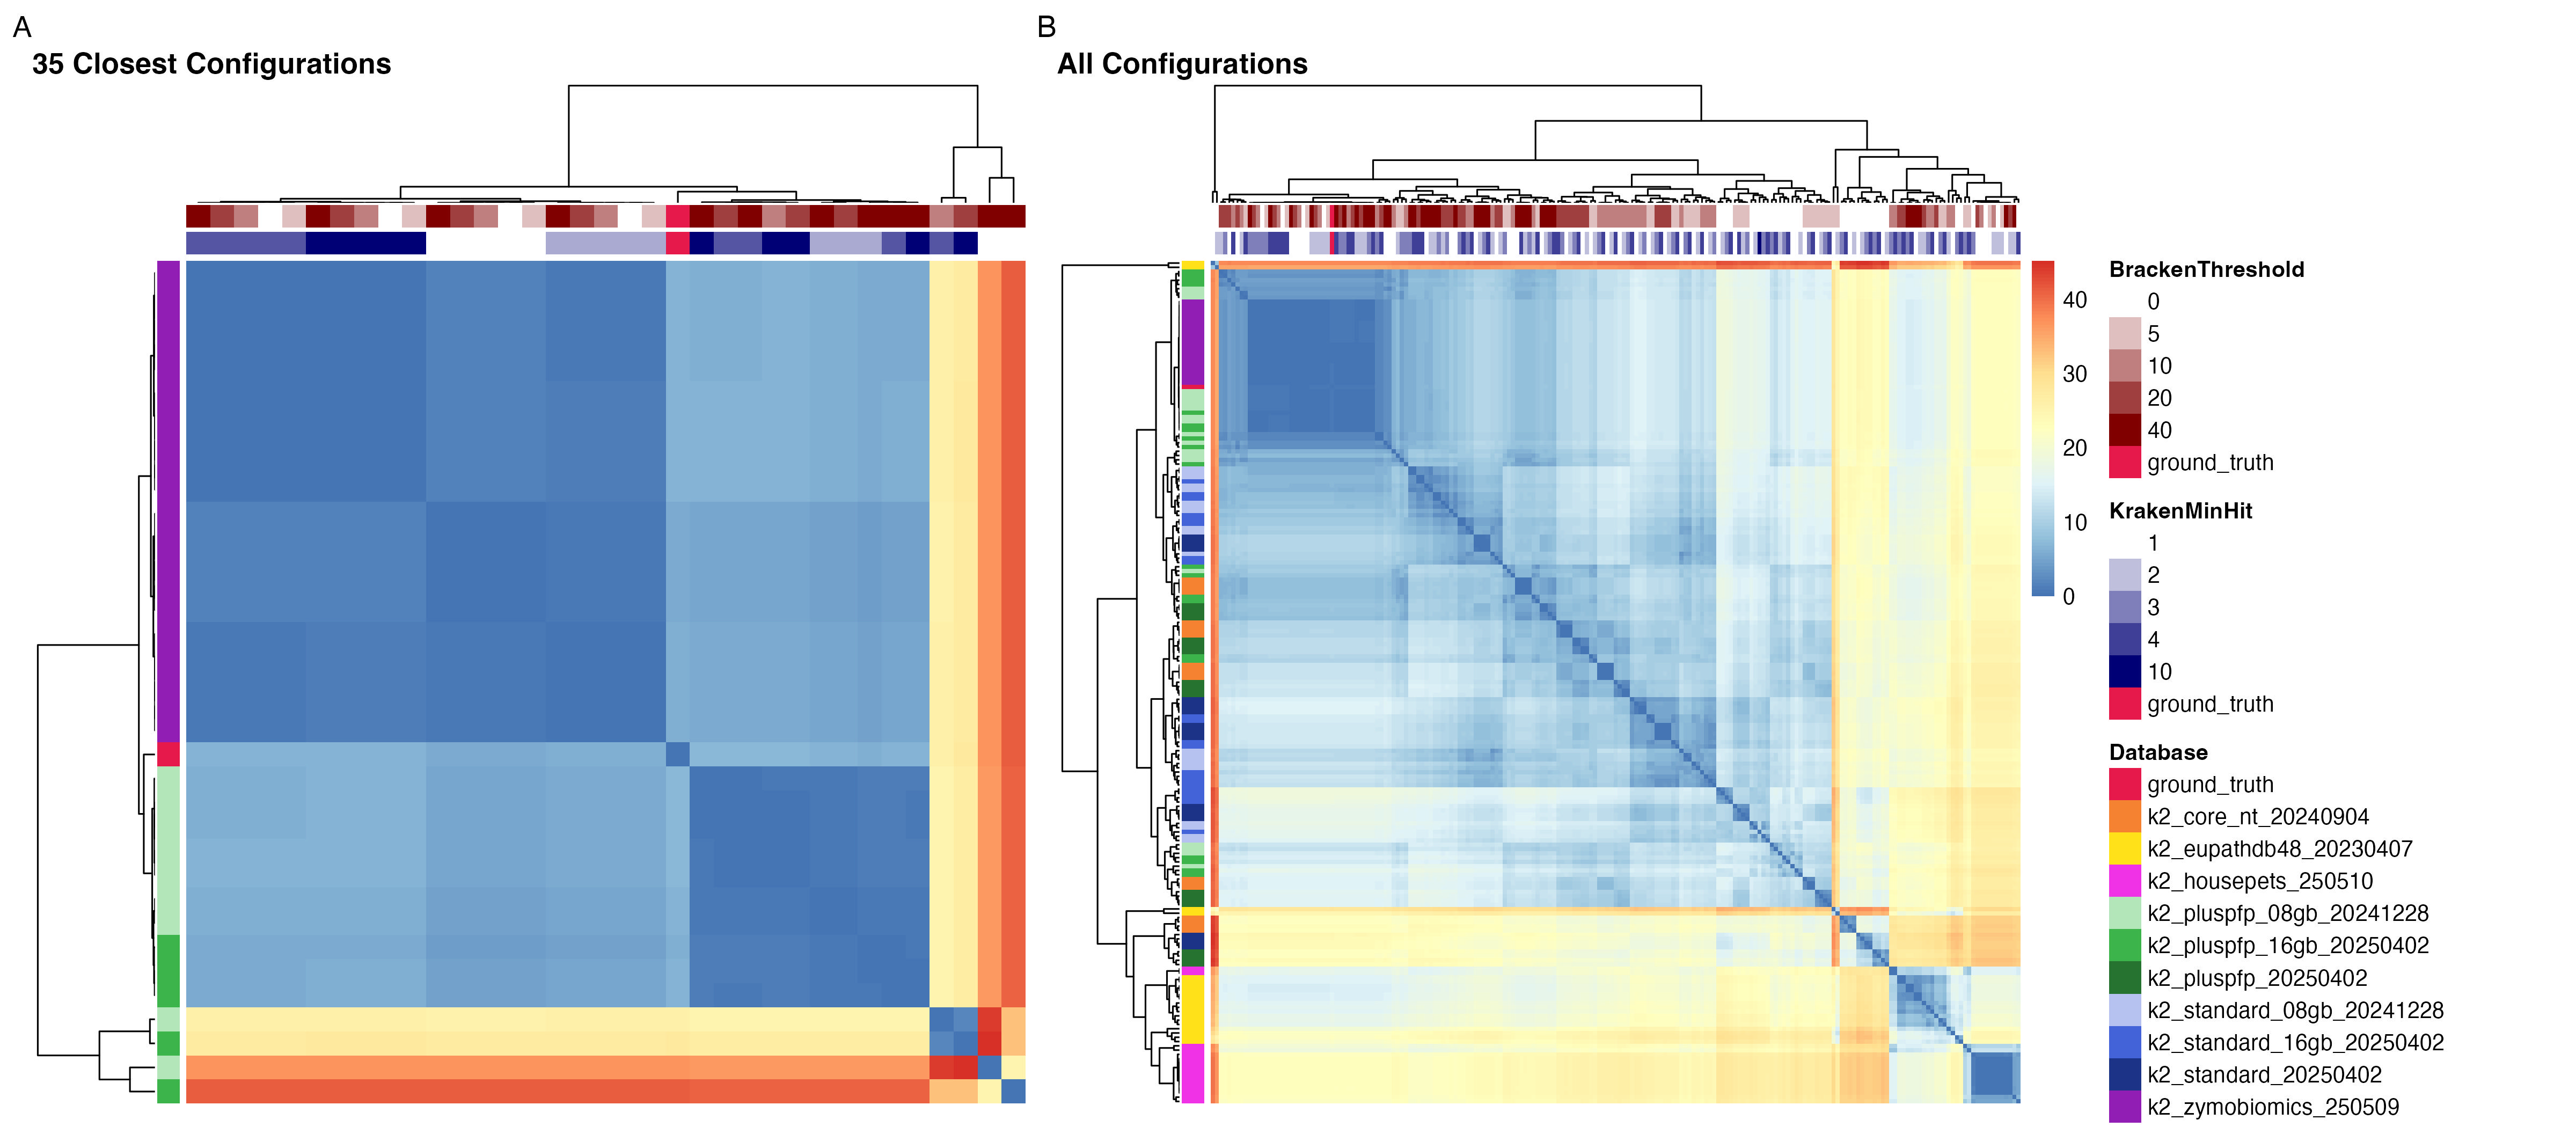 A
35 Closest Configurations
B
All Configurations
40
30
20
10
0
BrackenThreshold
0
5
10
20
40
ground_truth
KrakenMinHit
1
2
3
4
10
ground_truth
Database
ground_truth
k2_core_nt_20240904
k2_eupathdb48_20230407
k2_housepets_250510
k2_pluspfp_08gb_20241228
k2_pluspfp_16gb_20250402
k2_pluspfp_20250402
k2_standard_08gb_20241228
k2_standard_16gb_20250402
k2_standard_20250402
k2_zymobiomics_250509